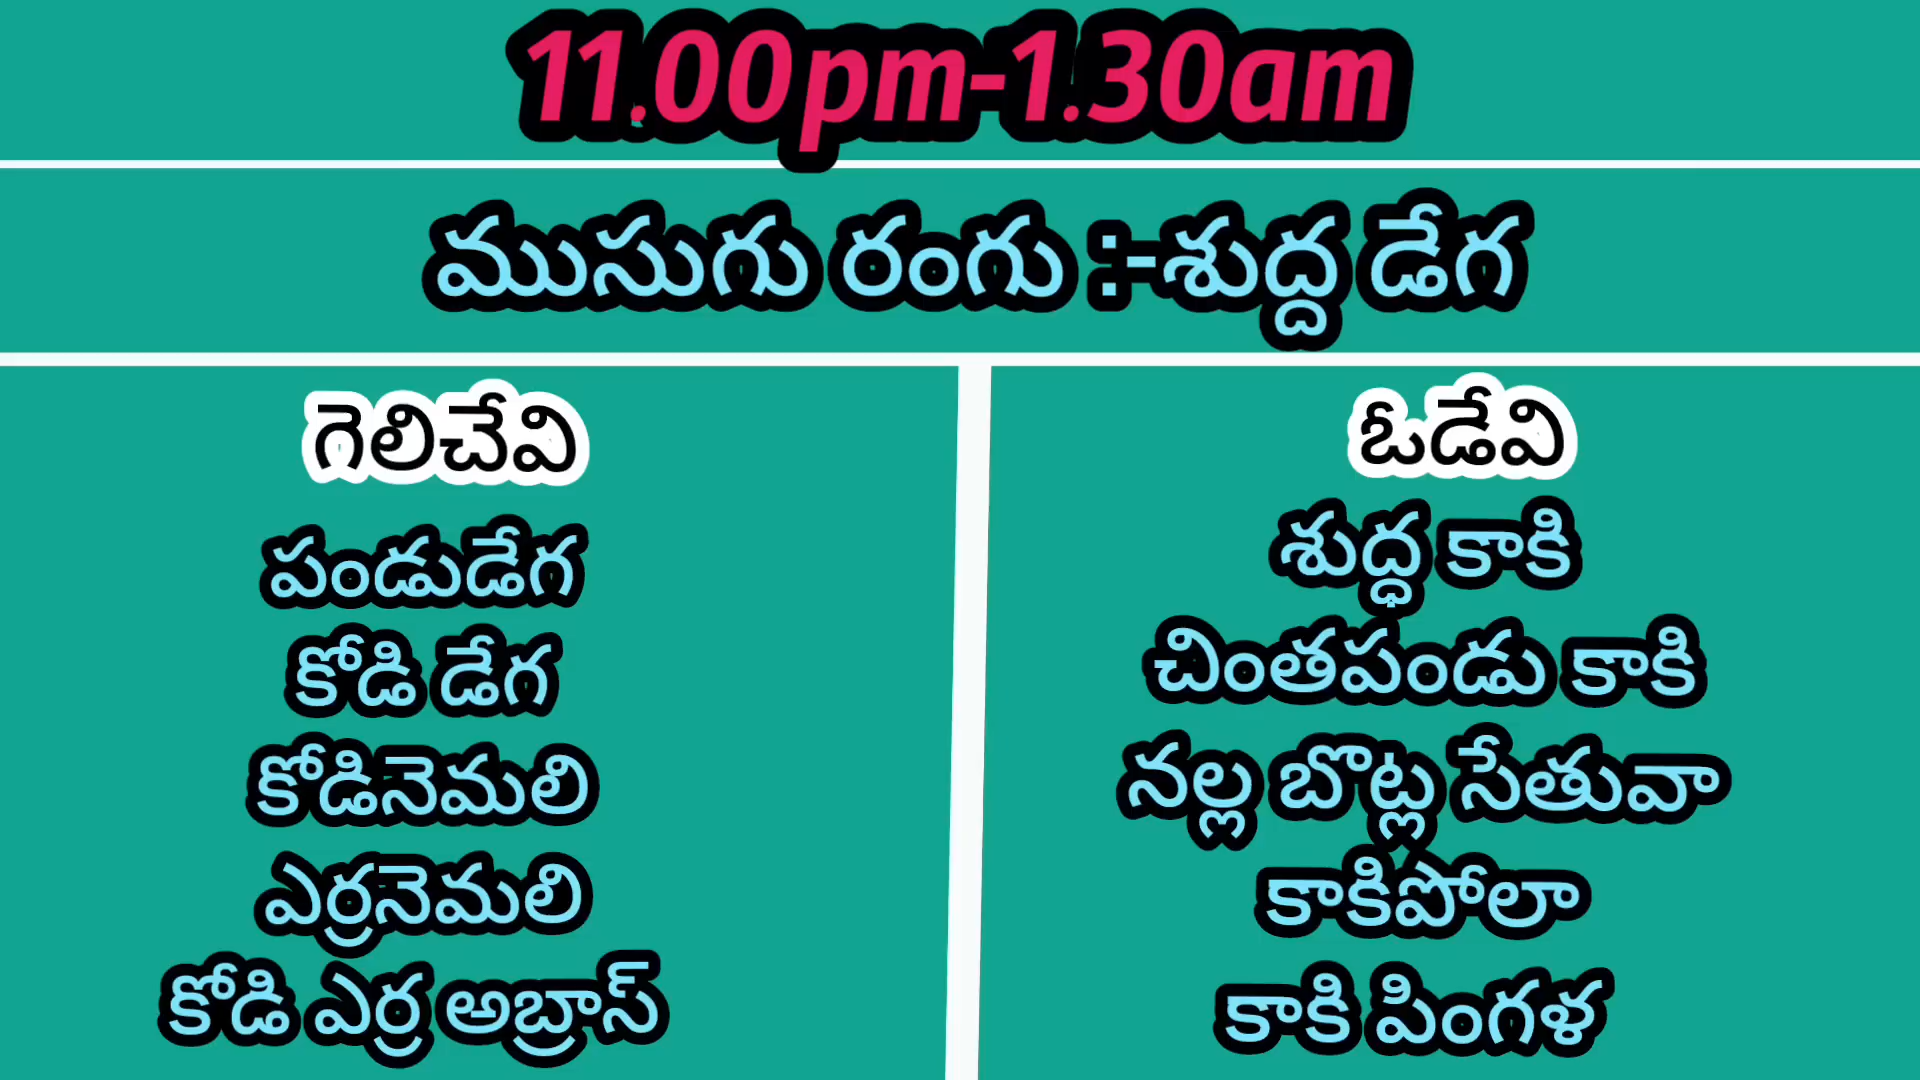 11.00pm-1.30am
ముసుగు రంగు :-శుద్ద డేగ
గెలిచేవి
పండుడేగ
కోడి డేగ
కోడినెమలి
ఎర్రనెమలి
కోడి ఎర్ర అబ్రాస్
ఓడేవి
శుద్ధ కాకి
చింతపండు కాకి
నల్ల బొట్ల సేతువా
కాకిపోలా
కాకి పింగళ